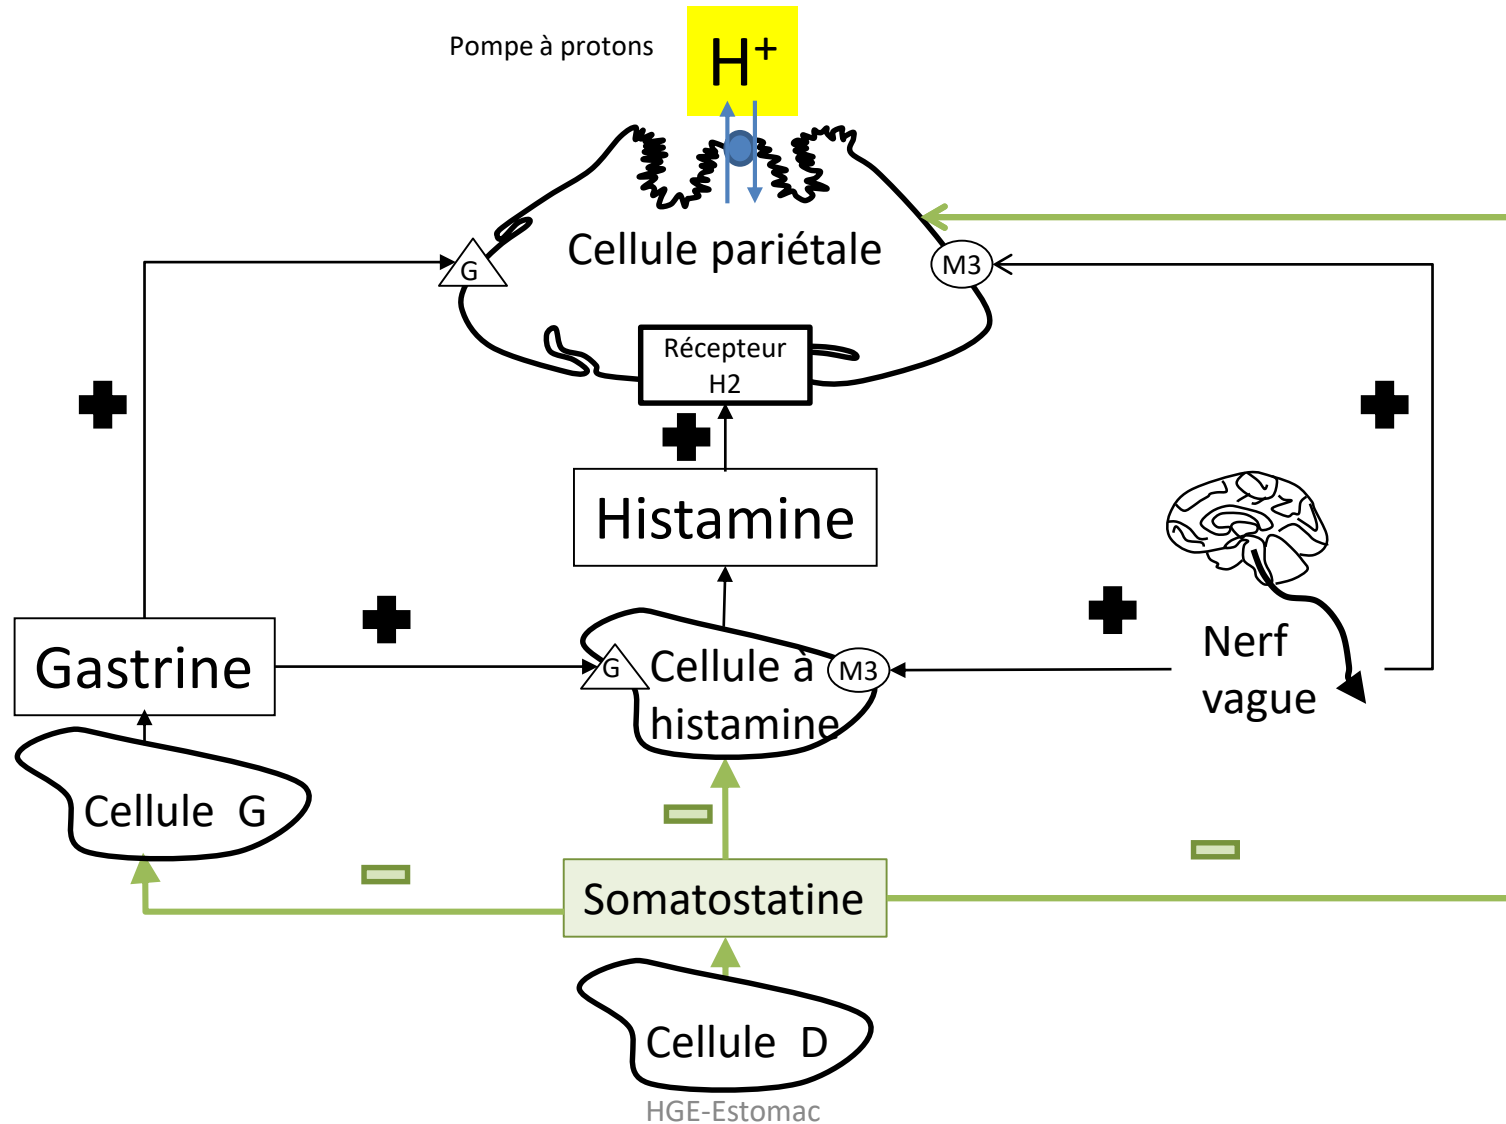 Pompe à protons
H+
Cellule pariétale
G
M3
Récepteur
H2
Histamine
Gastrine
G
Cellule à
histamine
M3
Nerf
vague
Cellule G
Somatostatine
Cellule D
HGE-Estomac